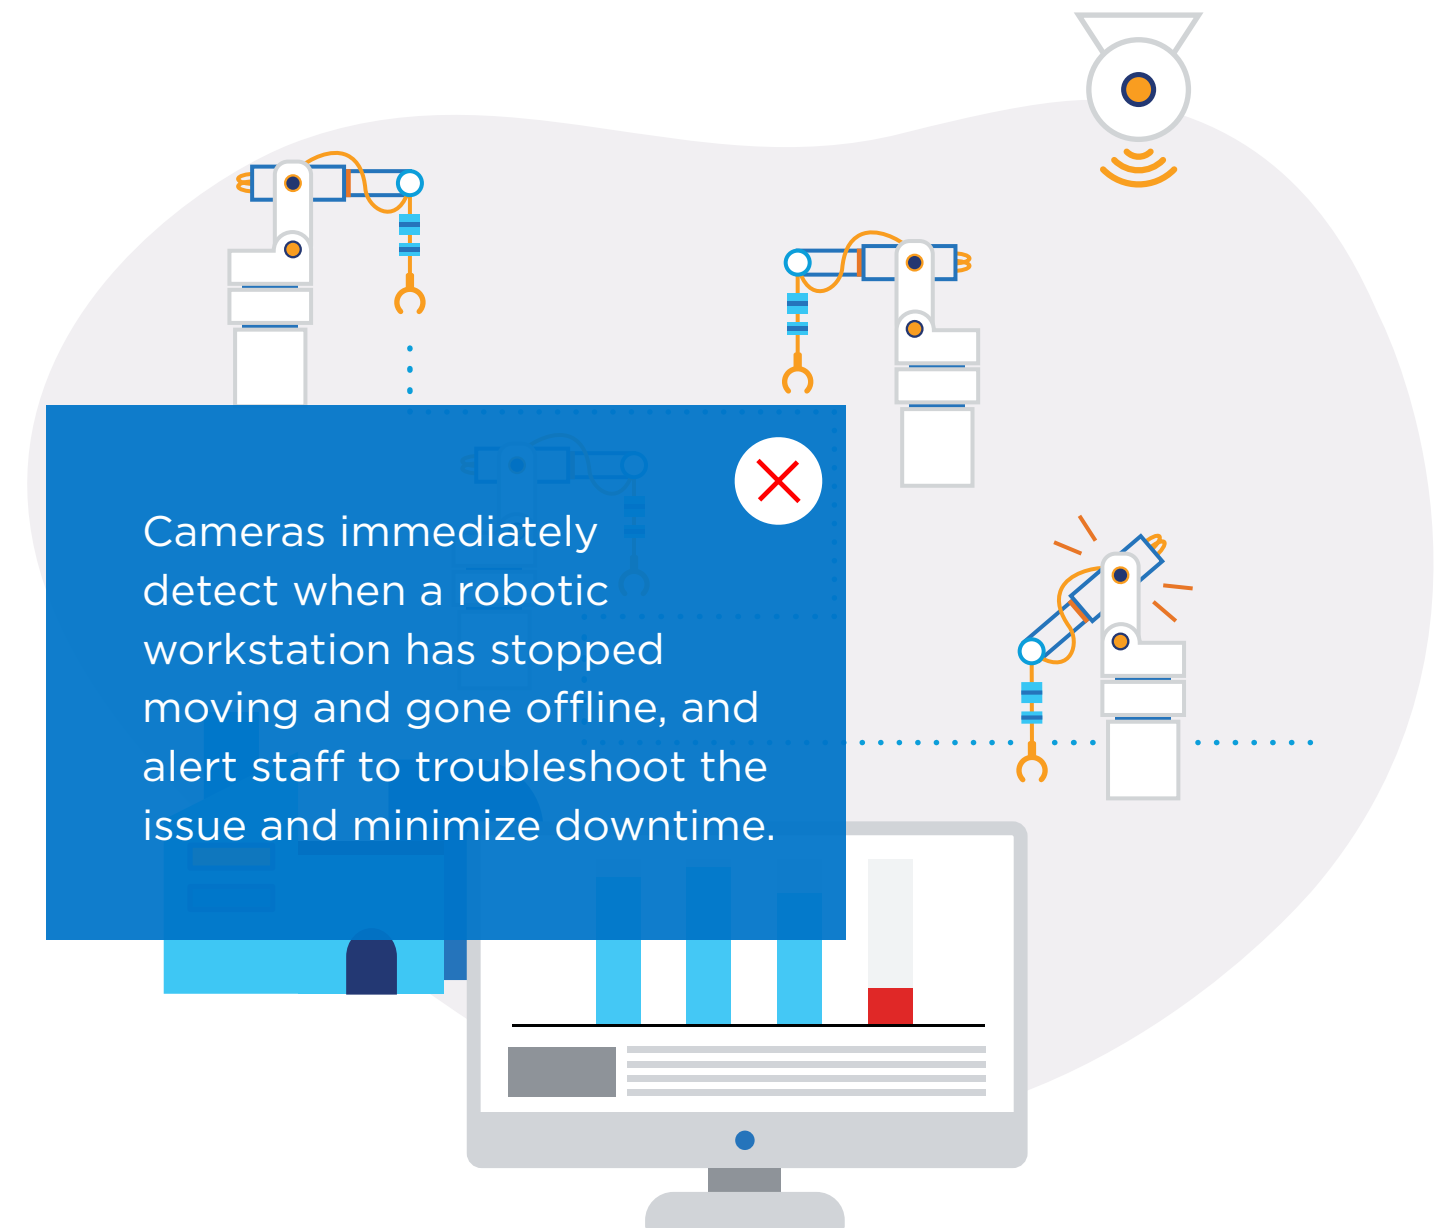 Cameras immediately
detect when a robotic
workstation has stopped
moving and gone offline, and
alert staff to troubleshoot the
issue and minimize downtime.